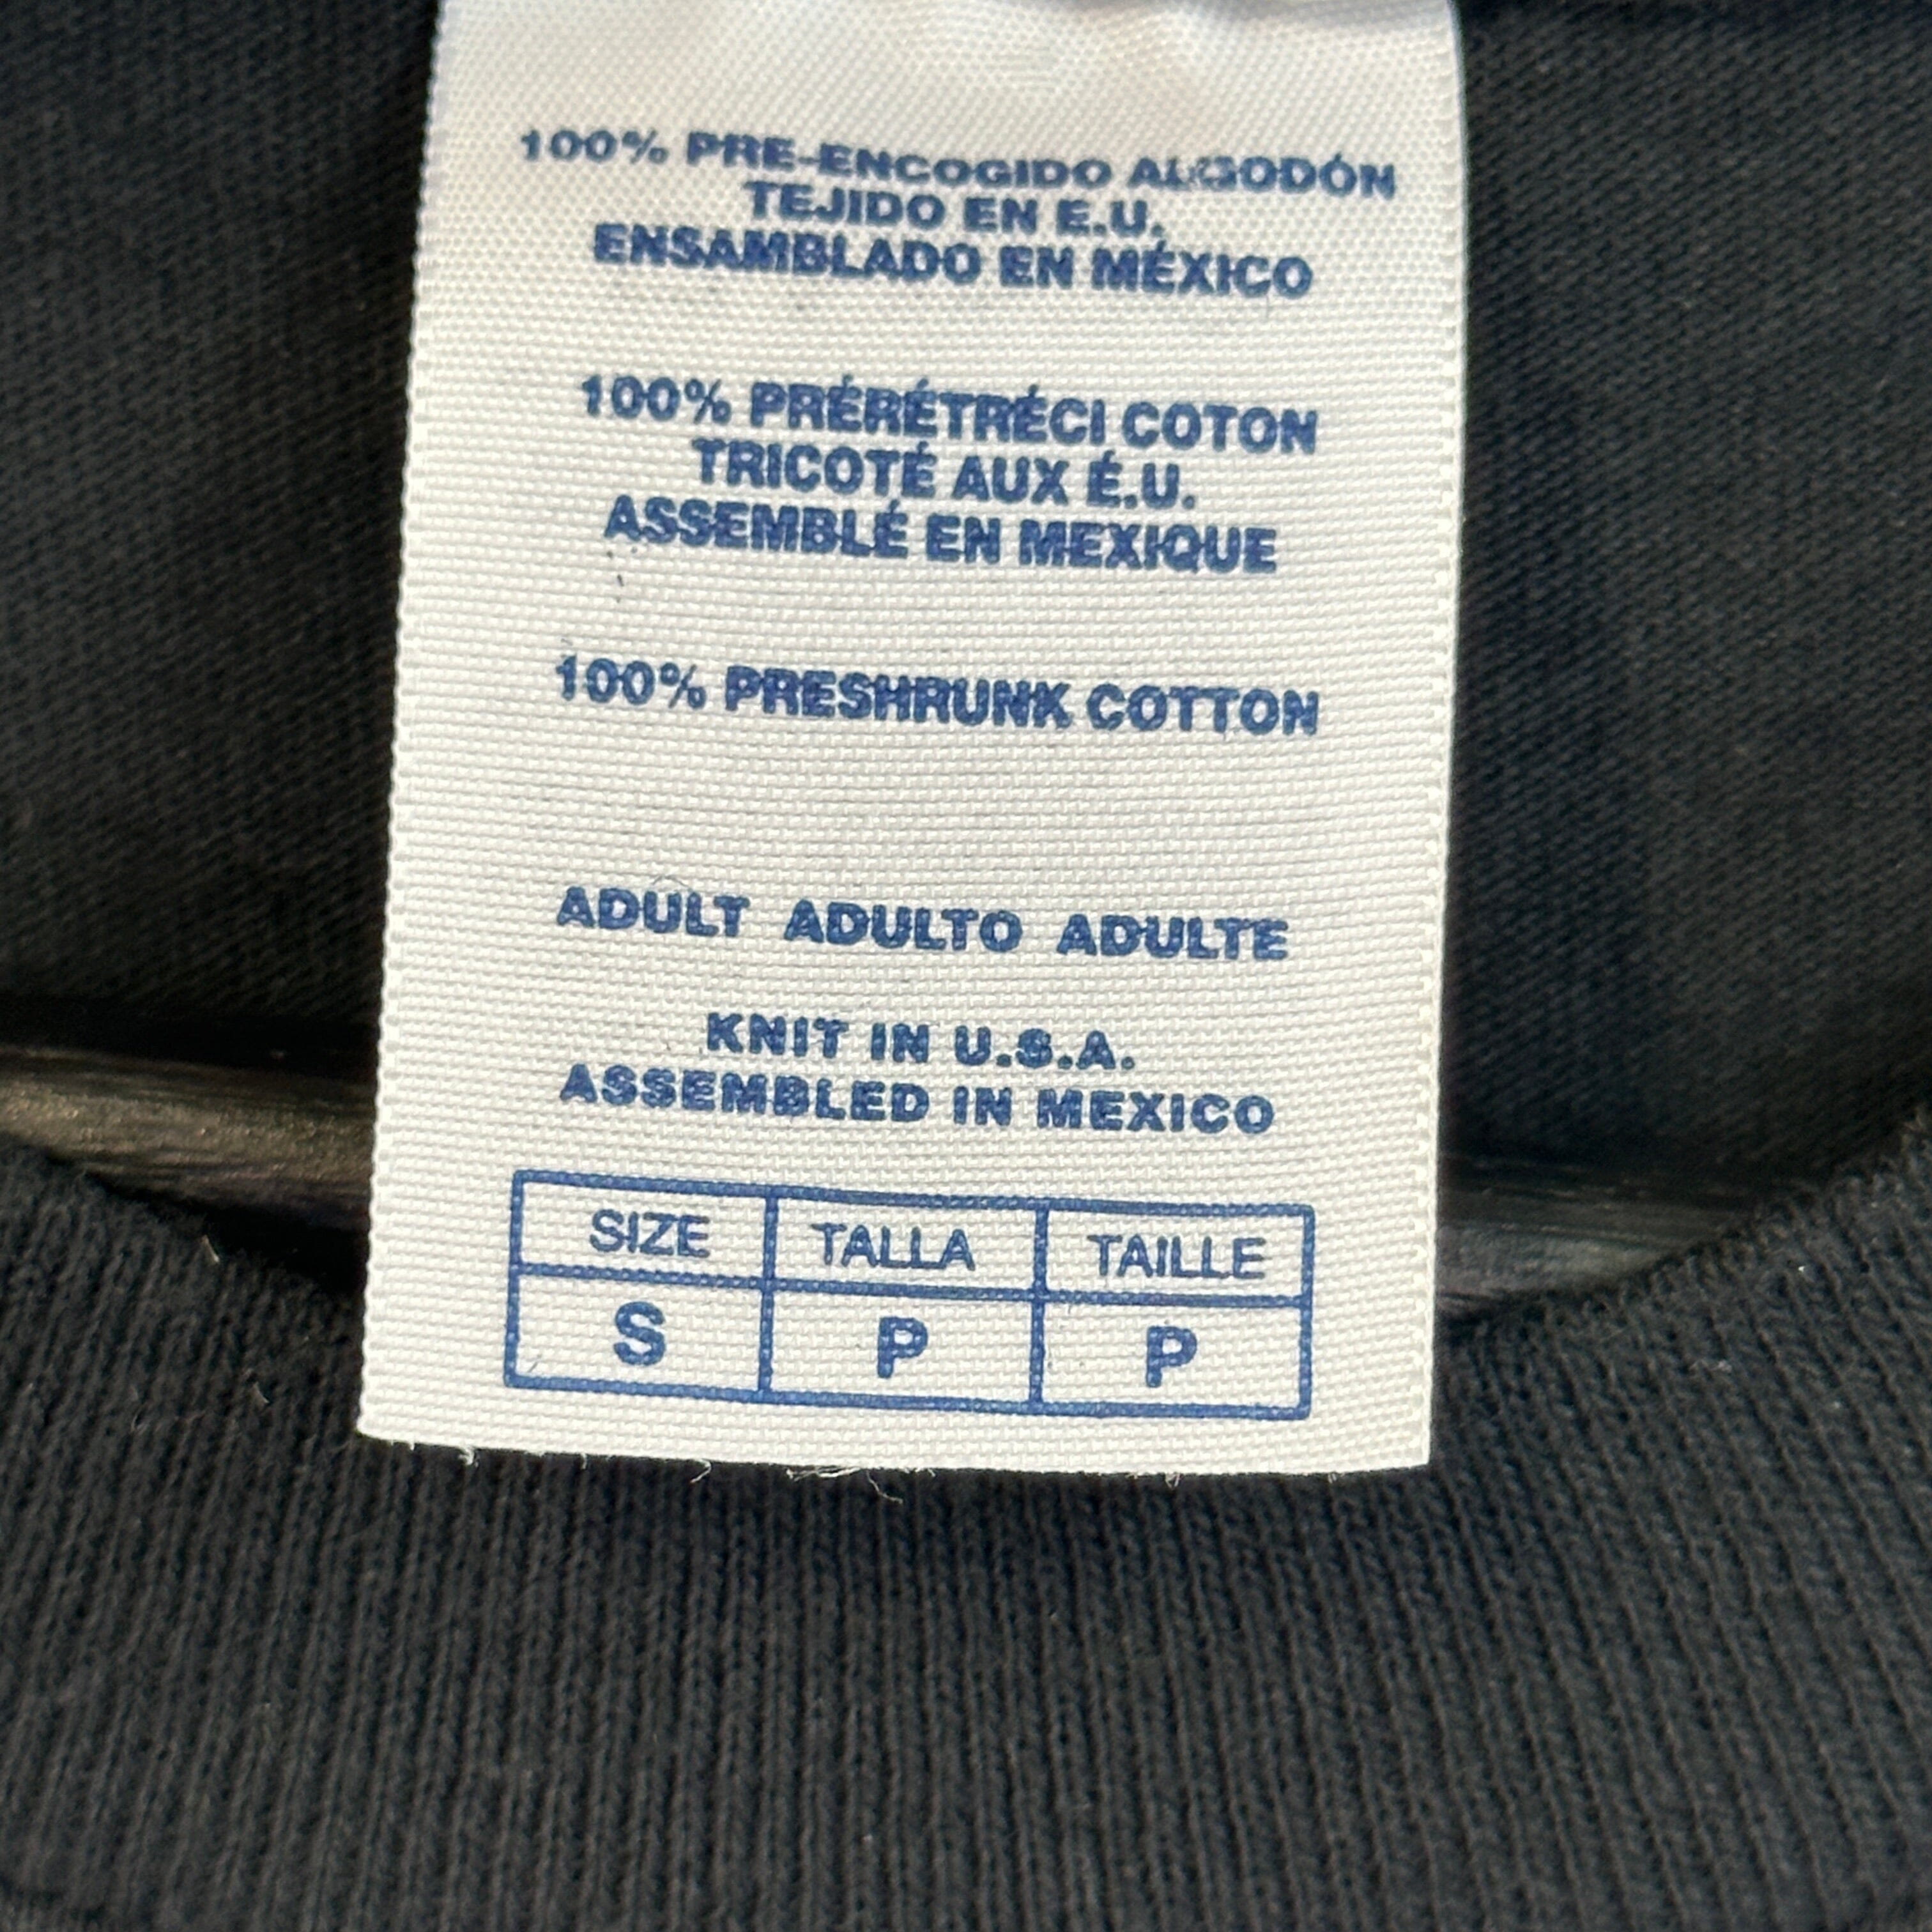 100% PRE-ENCOGIDO ALGODÓN
TEJIDO EN E.U.
ENSAMBLADO EN MÉXICO
100% PRÉRÉTRÉCI COTON
TRICOTÉ AUX É.U.
ASSEMBLÉ EN MEXIQUE
100% PRESHRUNK COTTON
ADULT ADULTO ADULTE
KNIT IN U.S.A.
ASSEMBLED IN MEXICO
SIZE TALLA TAILLE
S P P